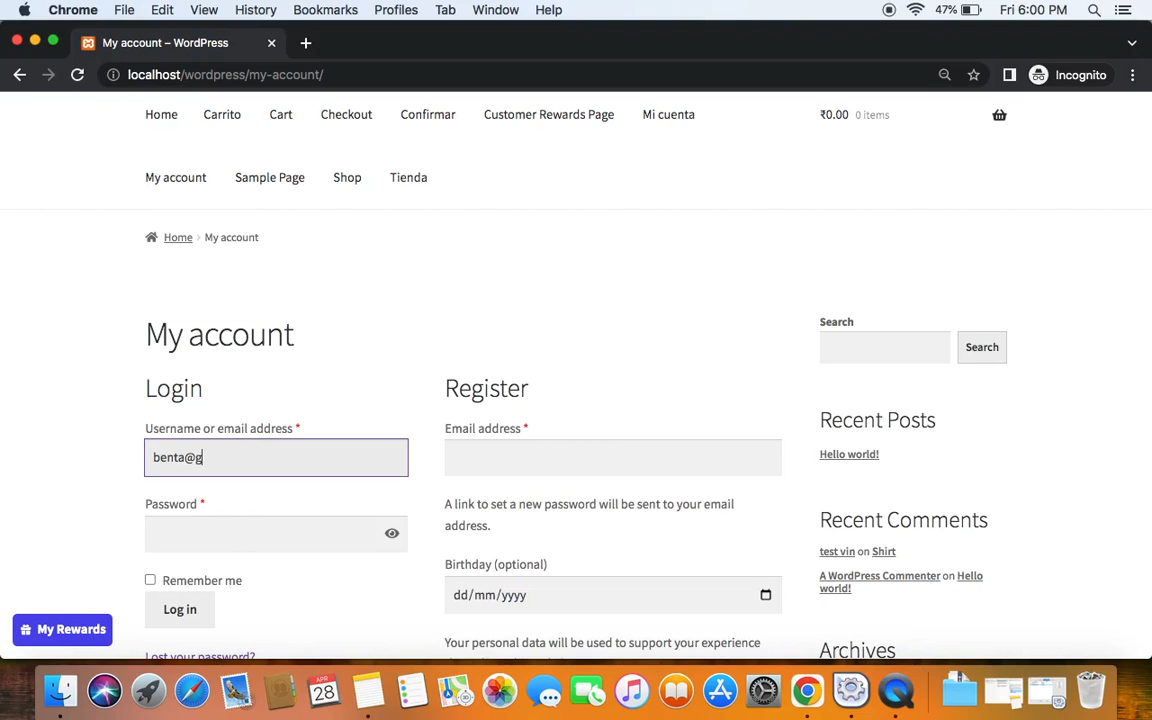 Chrome File Edit View History Bookmarks Profiles Tab Window Help 47% Fri 6:00 PM
My account – WordPress
localhost/wordpress/my-account/ Incognito
Home Carrito Cart Checkout Confirmar Customer Rewards Page Mi cuenta ₹0.00 0 items
My account Sample Page Shop Tienda
Home > My account
My account
Login
Username or email address *
benta@g
Password *
Remember me
Log in
Lost your password?
Register
Email address *
A link to set a new password will be sent to your email
address.
Birthday (optional)
dd/mm/yyyy
Your personal data will be used to support your experience
Search
Search
Recent Posts
Hello world!
Recent Comments
test vin on Shirt
A WordPress Commenter on Hello
world!
Archives
My Rewards
APR
28